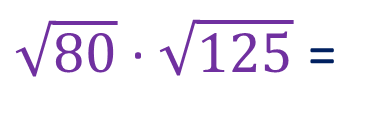 √80 · √125 =